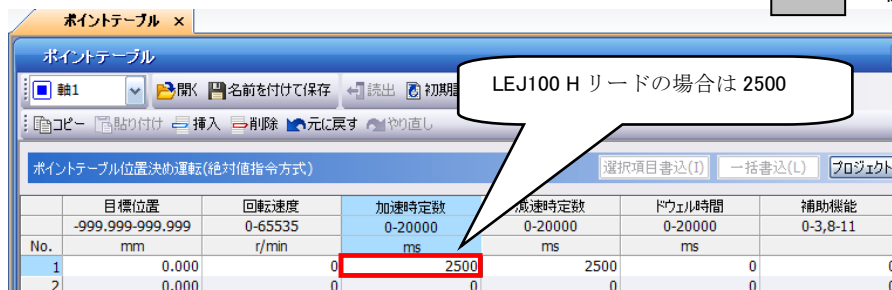 ポイントテーブル ×
ポイントテーブル
軸1 開く 名前を付けて保存 読出 初期
LEJ100 H リードの場合は 2500
コピー 貼り付け 挿入 削除 元に戻す やり直し
ポイントテーブル位置決め運転(絶対値指令方式) 選択項目書込(I) 一括書込(L) プロジェクト
目標位置 回転速度 加速時定数 減速時定数 ドウェル時間 補助機能
-999.999-999.999 0-65535 0-20000 0-20000 0-20000 0-3,8-11
No. mm r/min ms ms ms
1 0.000 0 2500 2500 0 0
2 0.000 0 0 0 0 0